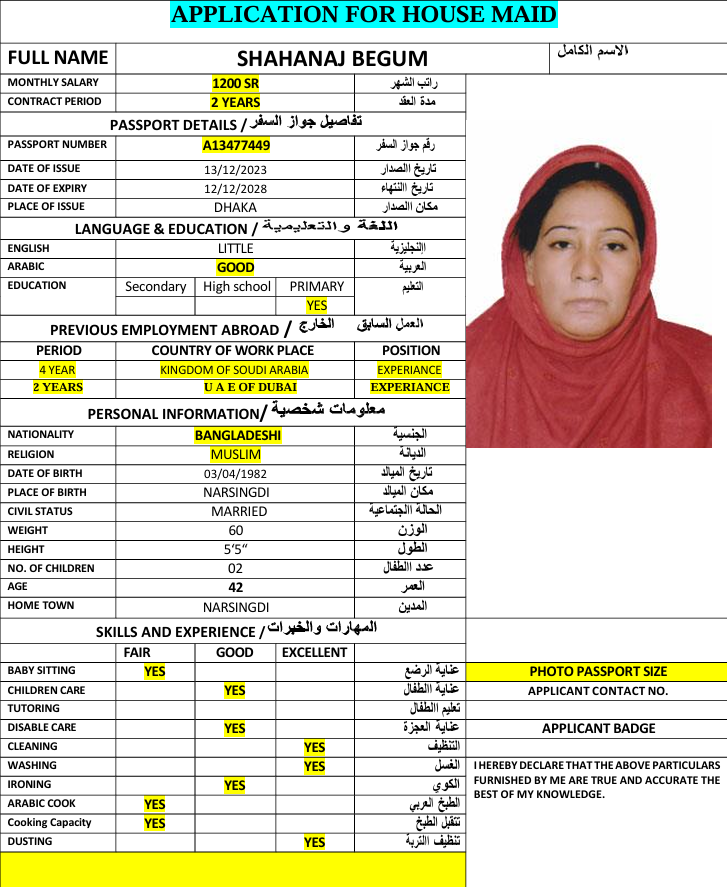 APPLICATION FOR HOUSE MAID
FULL NAME SHAHANAJ BEGUM الاسم الكامل
MONTHLY SALARY 1200 SR راتب الشهر
CONTRACT PERIOD 2 YEARS مدة العقد
PASSPORT DETAILS / تفاصيل جواز السفر
PASSPORT NUMBER A13477449 رقم جواز السفر
DATE OF ISSUE 13/12/2023 تاريخ االصدار
DATE OF EXPIRY 12/12/2028 تاريخ االنتهاء
PLACE OF ISSUE DHAKA مكان االصدار
LANGUAGE & EDUCATION / اللغة والتعليمية
ENGLISH LITTLE االنجليزية
ARABIC GOOD العربية
EDUCATION Secondary High school PRIMARY التعليم
YES
PREVIOUS EMPLOYMENT ABROAD / العمل السابق الخارج
PERIOD COUNTRY OF WORK PLACE POSITION
4 YEAR KINGDOM OF SOUDI ARABIA EXPERIANCE
2 YEARS U A E OF DUBAI EXPERIANCE
PERSONAL INFORMATION/ معلومات شخصية
NATIONALITY BANGLADESHI الجنسية
RELIGION MUSLIM الديانة
DATE OF BIRTH 03/04/1982 تاريخ الميالد
PLACE OF BIRTH NARSINGDI مكان الميالد
CIVIL STATUS MARRIED الحالة االجتماعية
WEIGHT 60 الوزن
HEIGHT 5'5“ الطول
NO. OF CHILDREN 02 عدد االطفال
AGE 42 العمر
HOME TOWN NARSINGDI المدين
SKILLS AND EXPERIENCE / المهارات والخبرات
FAIR GOOD EXCELLENT
BABY SITTING YES عناية الرضع
CHILDREN CARE YES عناية االطفال
TUTORING تعليم االطفال
DISABLE CARE YES عناية العجزة
CLEANING YES التنظيف
WASHING YES الغسل
IRONING YES الكوي
ARABIC COOK YES الطبخ العربي
Cooking Capacity YES تتقبل الطبخ
DUSTING YES تنظيف التربة
PHOTO PASSPORT SIZE
APPLICANT CONTACT NO.
APPLICANT BADGE
I HEREBY DECLARE THAT THE ABOVE PARTICULARS
FURNISHED BY ME ARE TRUE AND ACCURATE THE
BEST OF MY KNOWLEDGE.